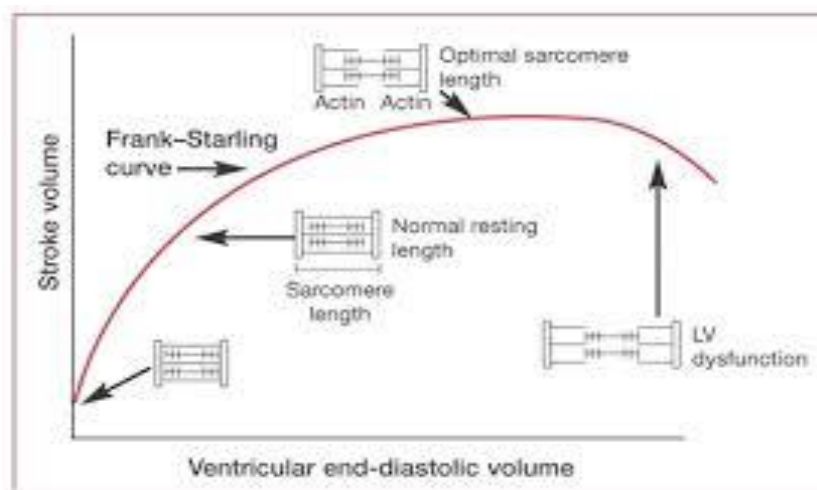 Optimal sarcomere
length
Actin Actin
Frank–Starling
curve
Normal resting
length
Sarcomere
length
LV
dysfunction
Stroke volume
Ventricular end-diastolic volume